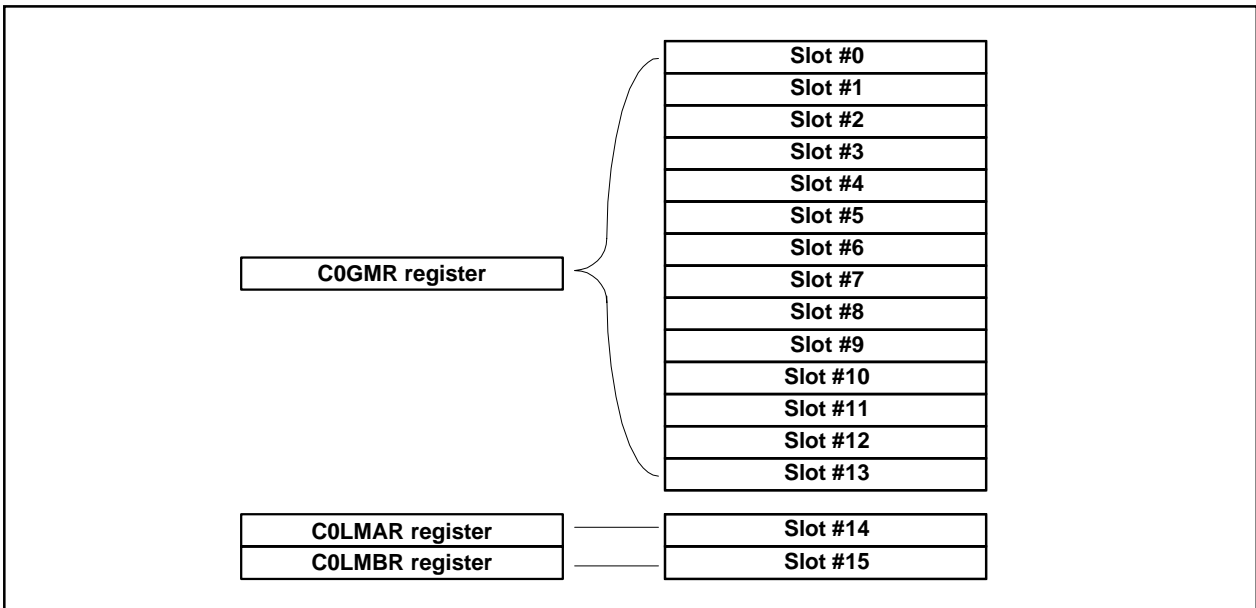 Slot #0
Slot #1
Slot #2
Slot #3
Slot #4
Slot #5
Slot #6
C0GMR register
Slot #7
Slot #8
Slot #9
Slot #10
Slot #11
Slot #12
Slot #13
C0LMAR register
Slot #14
C0LMBR register
Slot #15